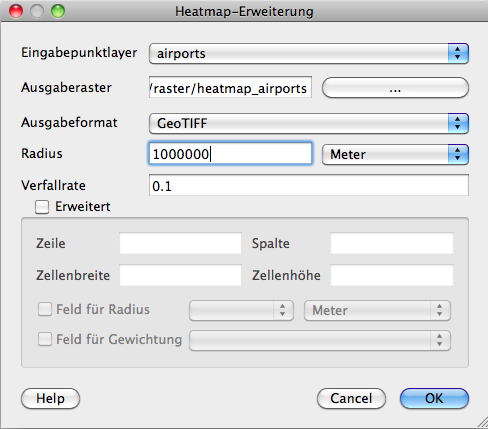 Heatmap-Erweiterung
Eingabepunktlayer airports
Ausgaberaster /raster/heatmap_airports ...
Ausgabeformat GeoTIFF
Radius 1000000 Meter
Verfallrate 0.1
Erweitert
Zeile Spalte
Zellenbreite Zellenhöhe
Feld für Radius Meter
Feld für Gewichtung
Help Cancel OK